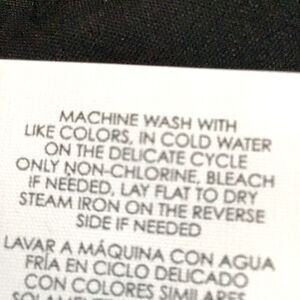 MACHINE WASH WITH
LIKE COLORS, IN COLD WATER
ON THE DELICATE CYCLE
ONLY NON-CHLORINE, BLEACH
IF NEEDED, LAY FLAT TO DRY
STEAM IRON ON THE REVERSE
SIDE IF NEEDED
LAVAR A MÁQUINA CON AGUA
FRÍA EN CICLO DELICADO
CON COLORES SIMILARES